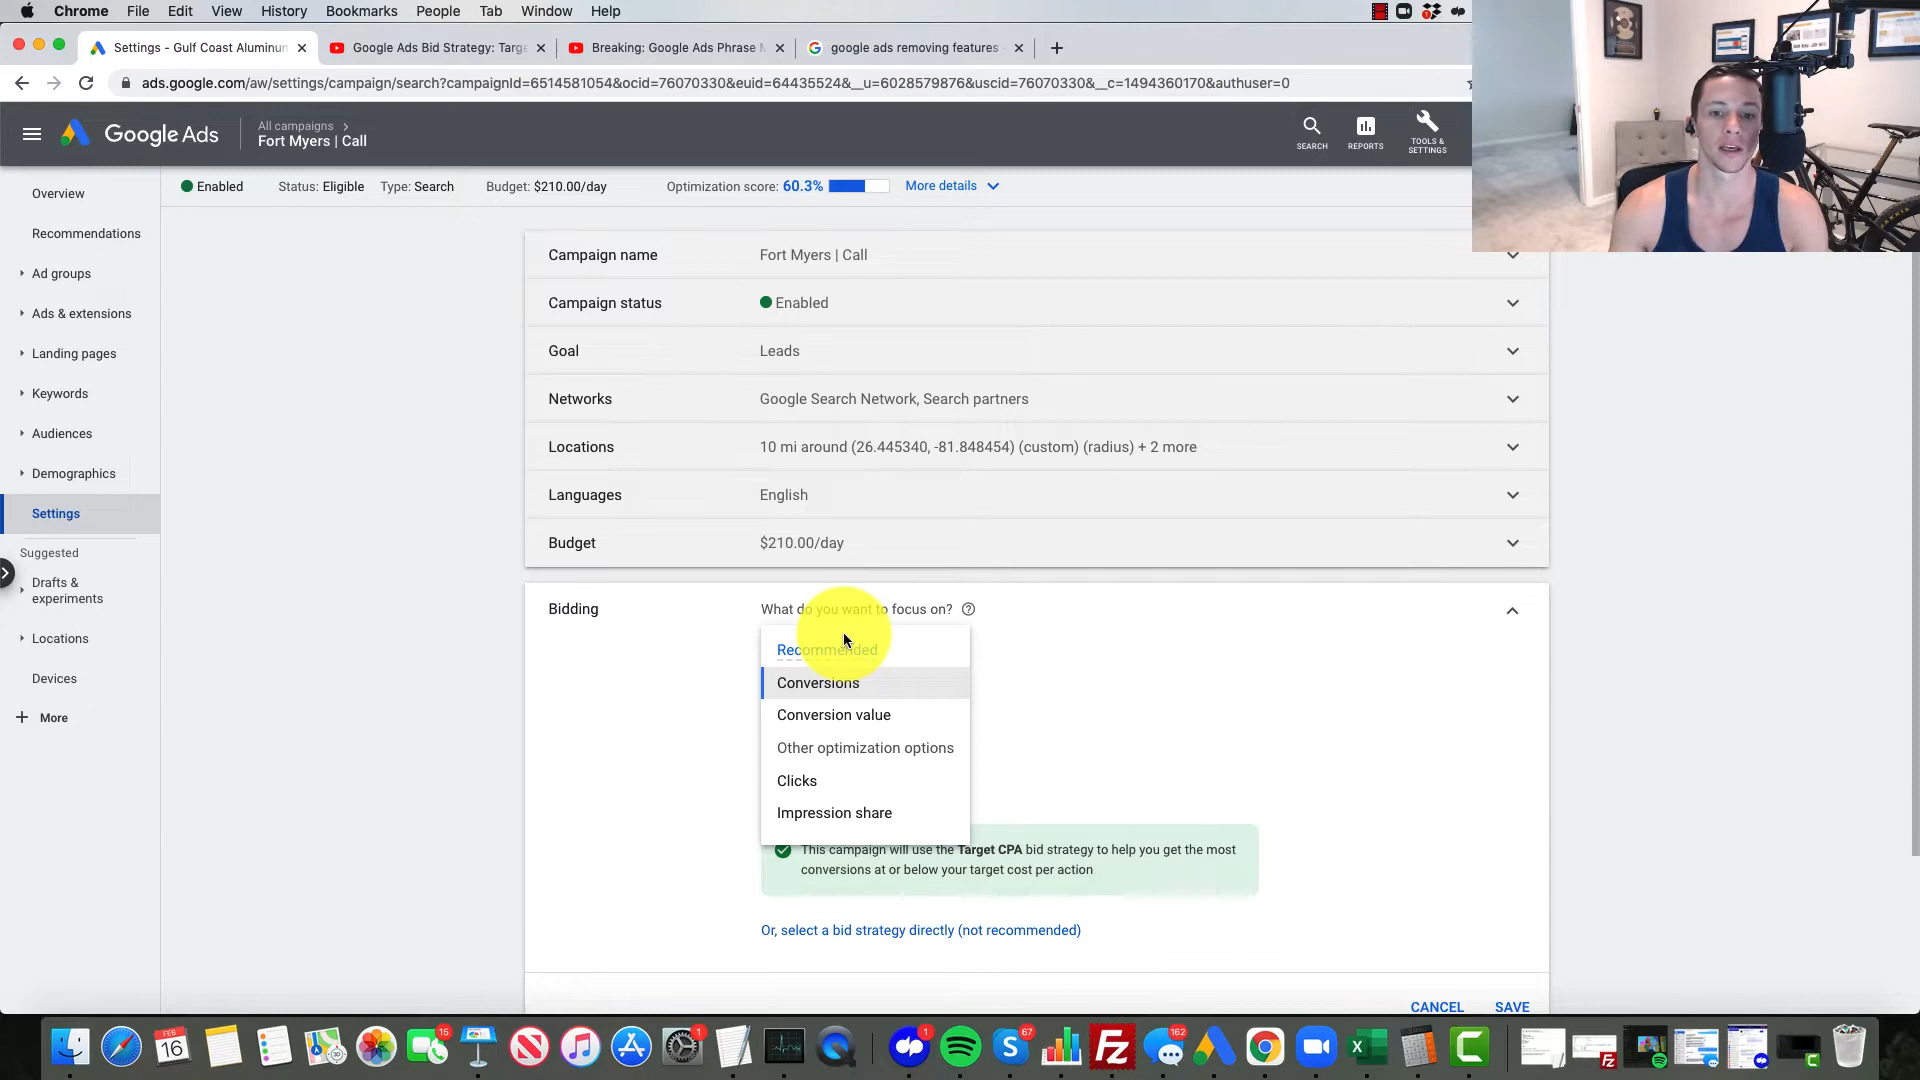 Chrome File Edit View History Bookmarks People Tab Window Help
Settings - Gulf Coast Aluminum
Google Ads Bid Strategy: Targe
Breaking: Google Ads Phrase M
google ads removing features
ads.google.com/aw/settings/campaign/search?campaignId=6514581054&ocid=76070330&euid=64435524&__u=6028579876&uscid=76070330&__c=1494360170&authuser=0
Google Ads
All campaigns
Fort Myers | Call
SEARCH
REPORTS
TOOLS &
SETTINGS
Enabled Status: Eligible Type: Search Budget: $210.00/day Optimization score: 60.3% More details
Overview
Recommendations
Ad groups
Ads & extensions
Landing pages
Keywords
Audiences
Demographics
Settings
Suggested
Drafts &
experiments
Locations
Devices
More
Campaign name Fort Myers | Call
Campaign status Enabled
Goal Leads
Networks Google Search Network, Search partners
Locations 10 mi around (26.445340, -81.848454) (custom) (radius) + 2 more
Languages English
Budget $210.00/day
Bidding What do you want to focus on?
Recommended
Conversions
Conversion value
Other optimization options
Clicks
Impression share
This campaign will use the Target CPA bid strategy to help you get the most
conversions at or below your target cost per action
Or, select a bid strategy directly (not recommended)
CANCEL SAVE
FEB
16
15
1
1
67
162